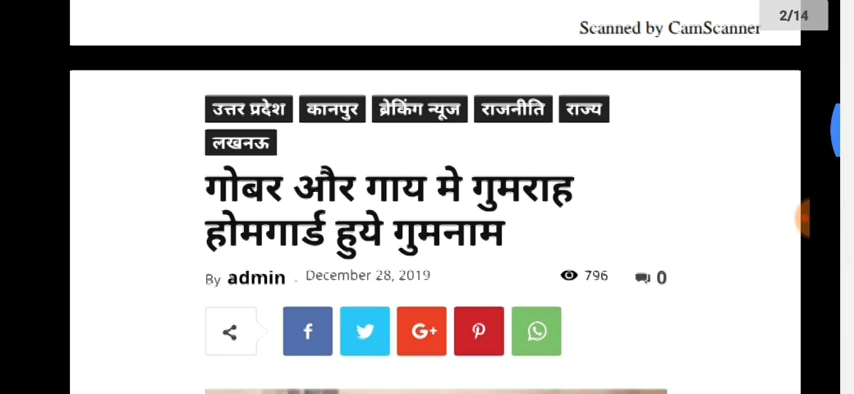 2/14
Scanned by CamScanner
उत्तर प्रदेश कानपुर ब्रेकिंग न्यूज राजनीति राज्य
लखनऊ
गोबर और गाय मे गुमराह
होमगार्ड हुये गुमनाम
By admin - December 28, 2019 796 0
f G+